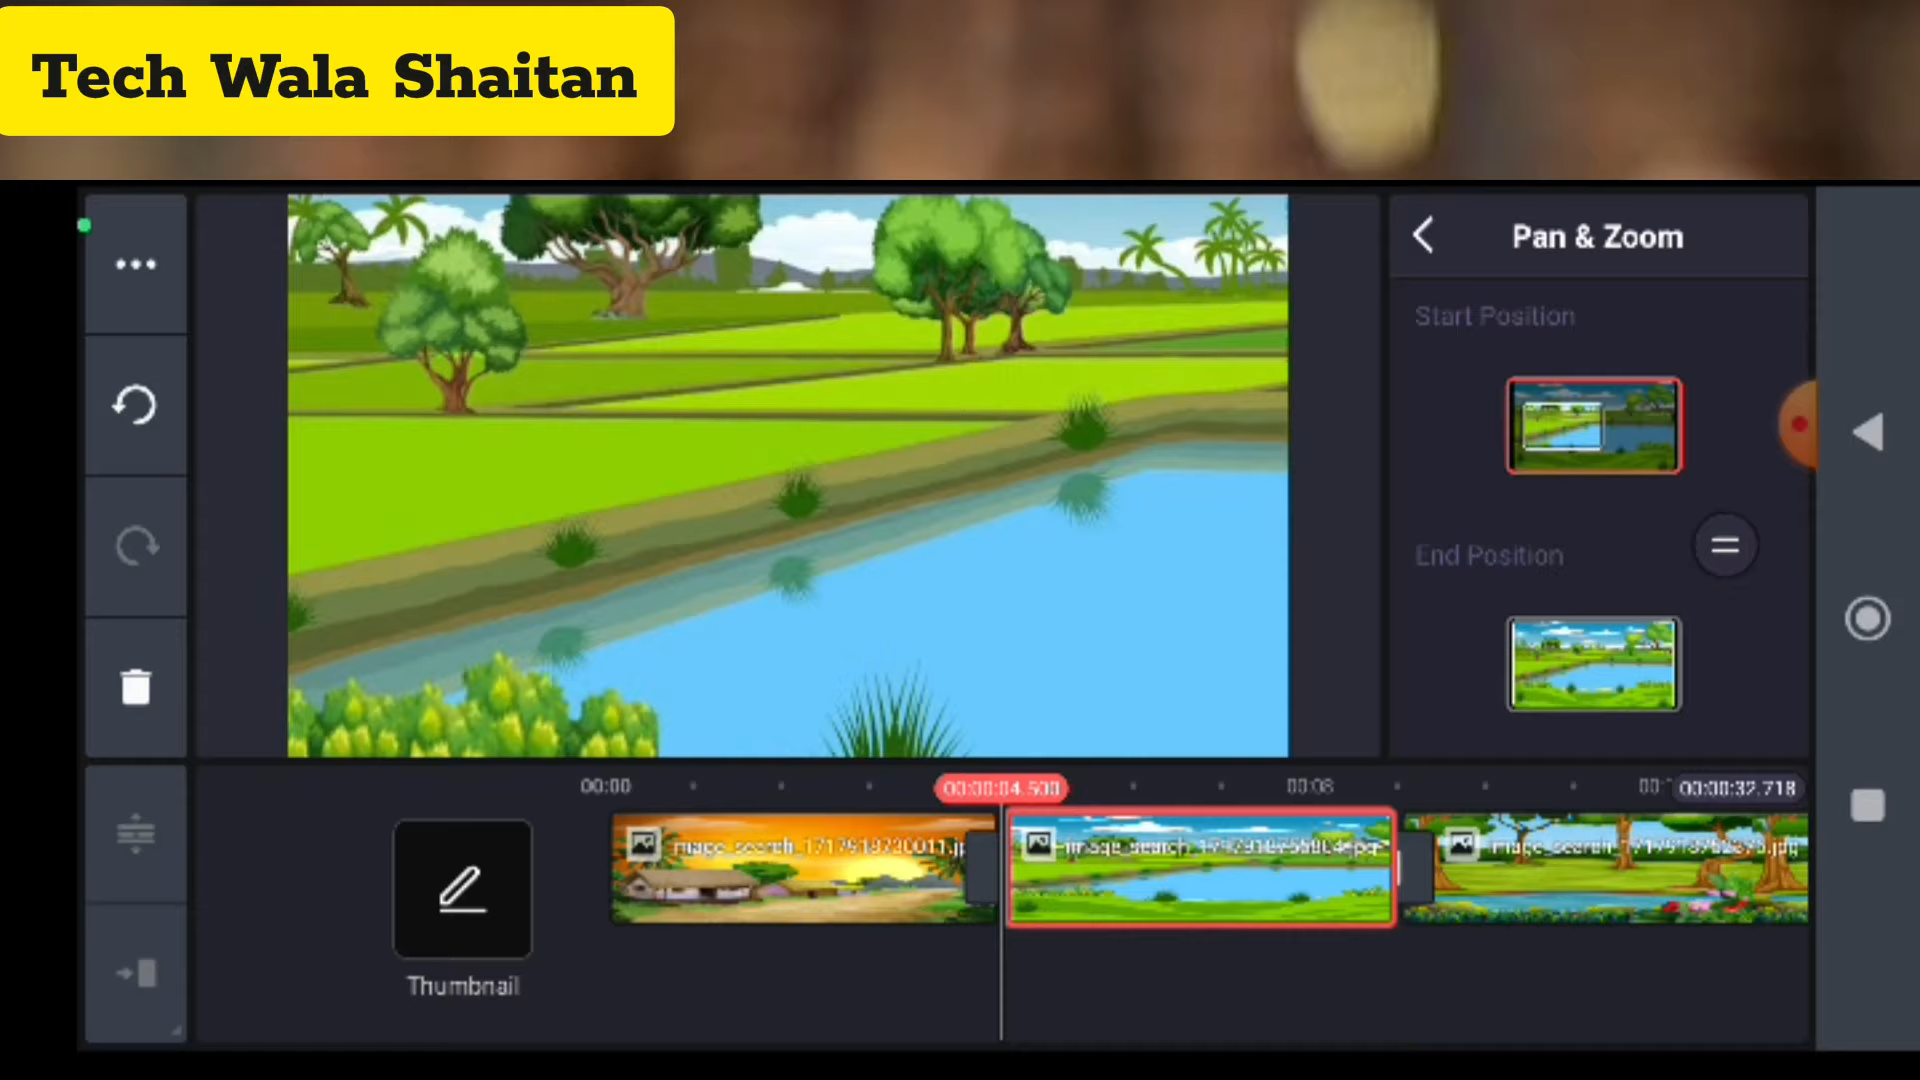 Tech Wala Shaitan
Pan & Zoom
Start Position
End Position
00:00
00:00:04.500
00:08
00:00:32.718
Thumbnail